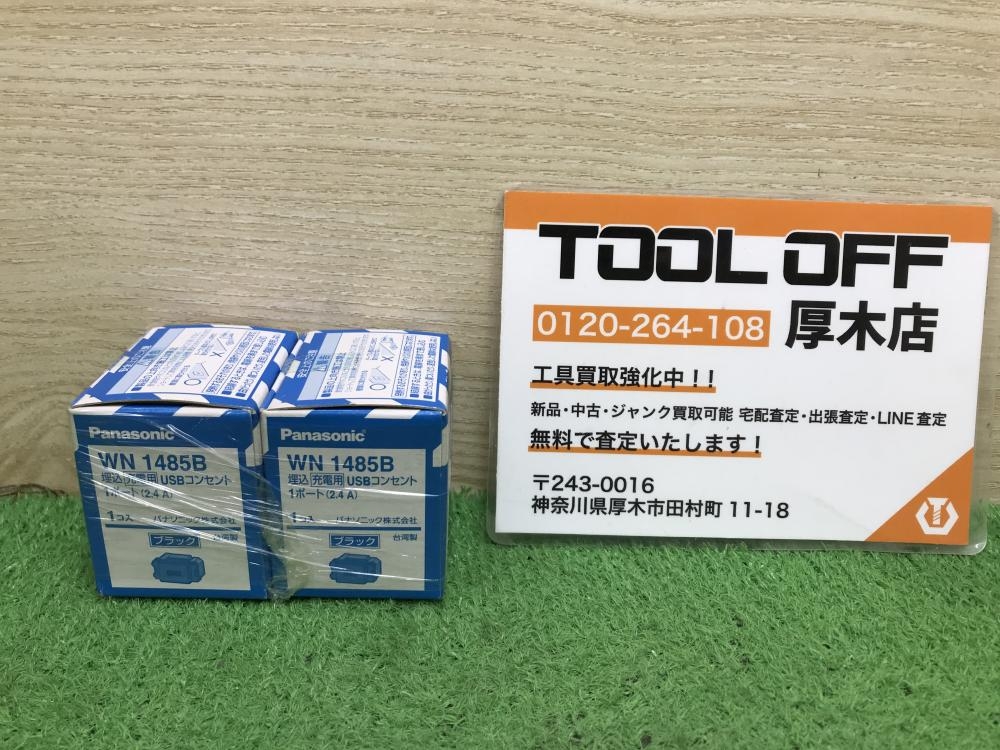 Panasonic
WN 1485B
埋込 充電用 USBコンセント
1ポート(2.4 A)
1コ入 パナソニック株式会社
ブラック 台湾製
Panasonic
WN 1485B
埋込 充電用 USBコンセント
1ポート(2.4 A)
1コ入 パナソニック株式会社
ブラック 台湾製
TOOL OFF
0120-264-108 厚木店
工具買取強化中！！
新品・中古・ジャンク買取可能 宅配査定・出張査定・LINE査定
無料で査定いたします！
〒243-0016
神奈川県厚木市田村町 11-18